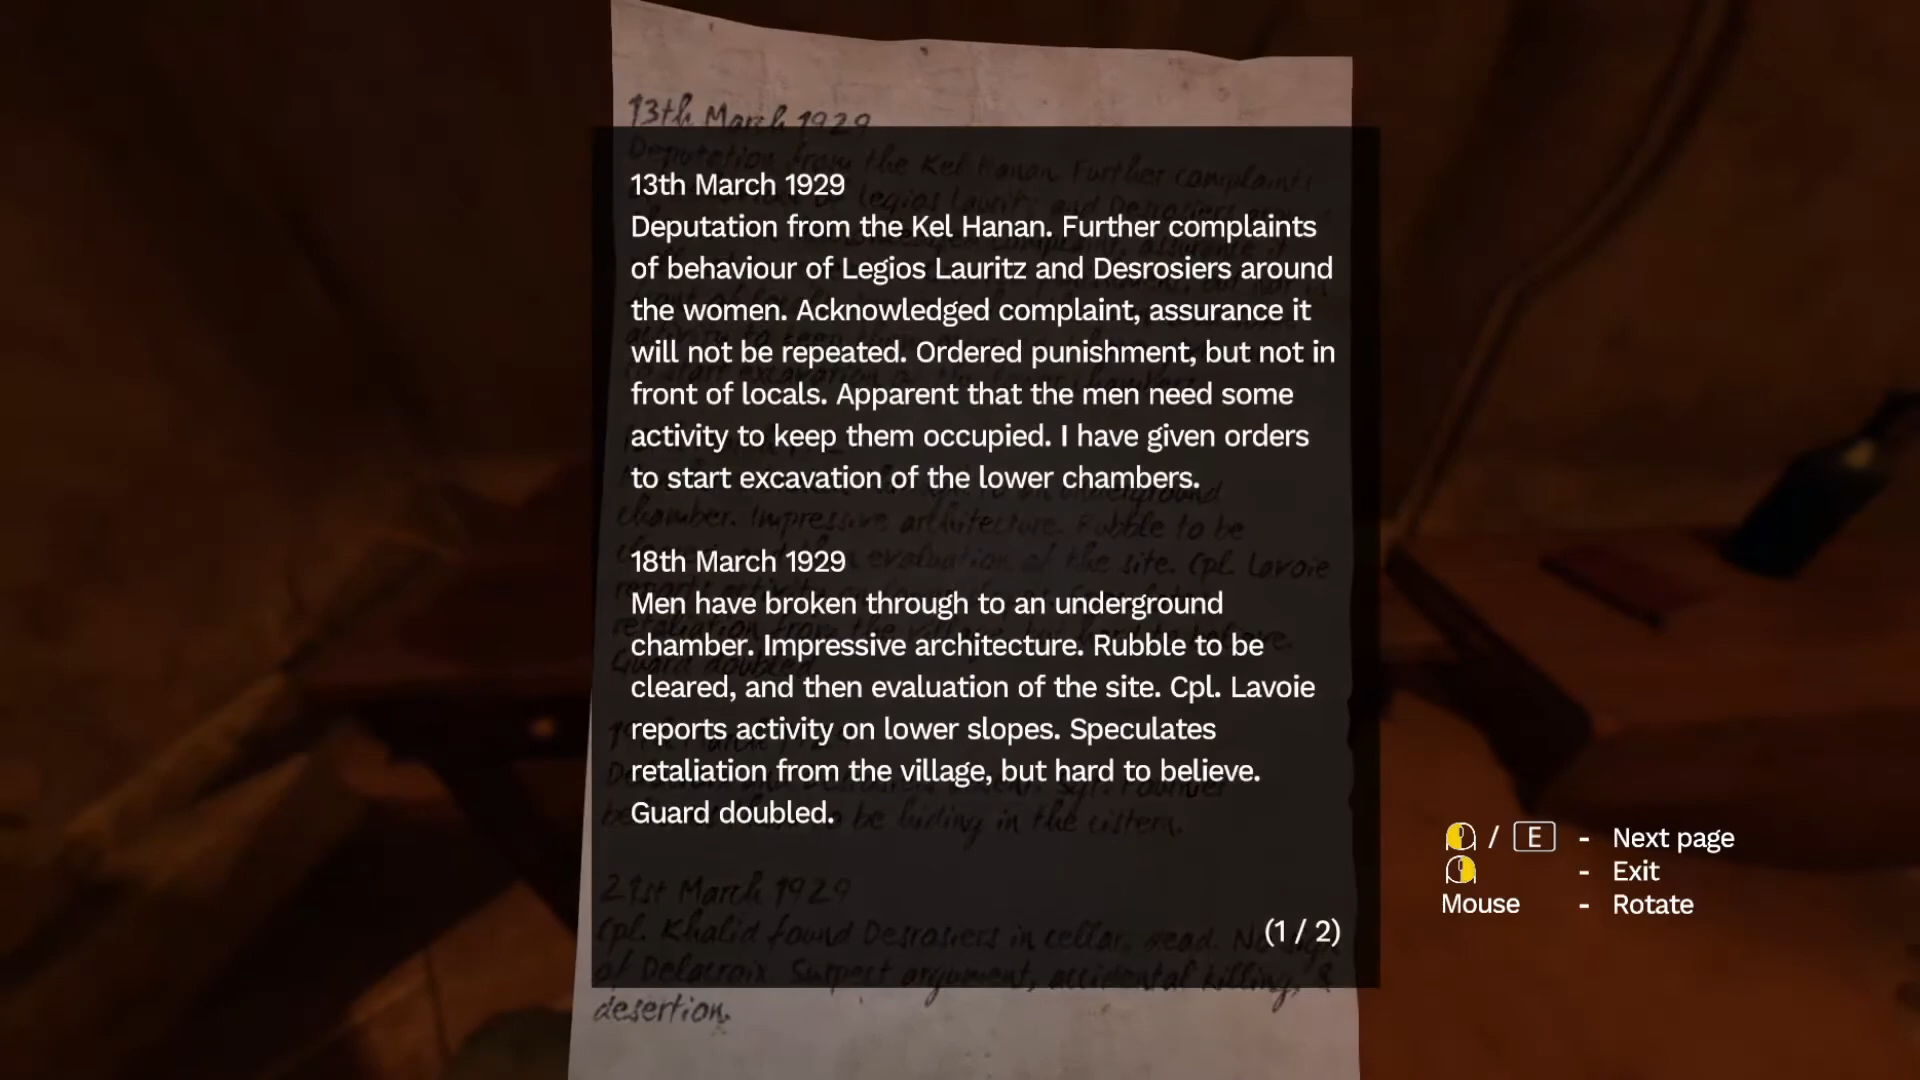 13th March 1929
13th March 1929
Deputation from the Kel Hanan. Further complaints
of behaviour of Legios Lauritz and Desrosiers around
the women. Acknowledged complaint, assurance it
will not be repeated. Ordered punishment, but not in
front of locals. Apparent that the men need some
activity to keep them occupied. I have given orders
to start excavation of the lower chambers.
18th March 1929
Men have broken through to an underground
chamber. Impressive architecture. Rubble to be
cleared, and then evaluation of the site. Cpl. Lavoie
reports activity on lower slopes. Speculates
retaliation from the village, but hard to believe.
Guard doubled.
(1 / 2)
21st March 1929
Cpl. Khalid found Desrosiers in cellar, dead. No
of Delacroix. Suspect argument, accidental killing, &
desertion.
/ E - Next page
- Exit
Mouse - Rotate